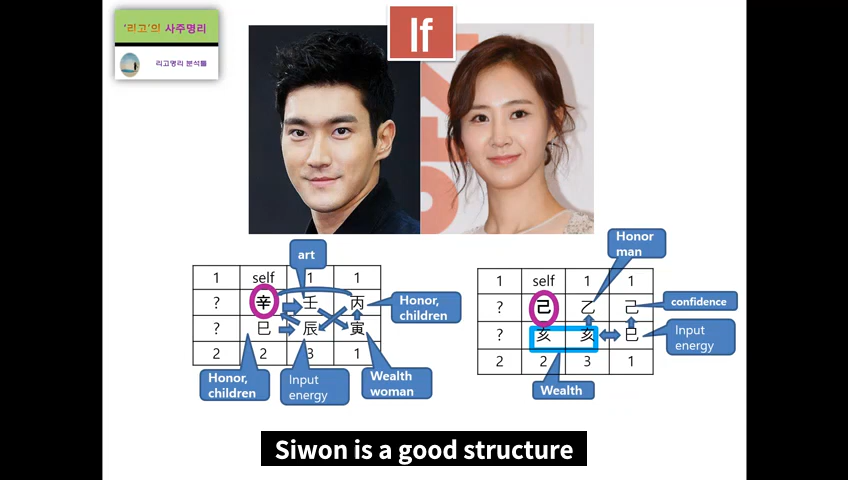 If
'리고'의 사주명리
리고명리 분석틀
art
1 self 1 1
? 辛 壬 丙
? 巳 辰 寅
2 2 3 1
Honor,
children
Honor,
children
Input
energy
Wealth
woman
Honor
man
1 self 1 1
? 己 乙 己
? 亥 亥 巳
2 2 3 1
confidence
Input
energy
Wealth
Siwon is a good structure